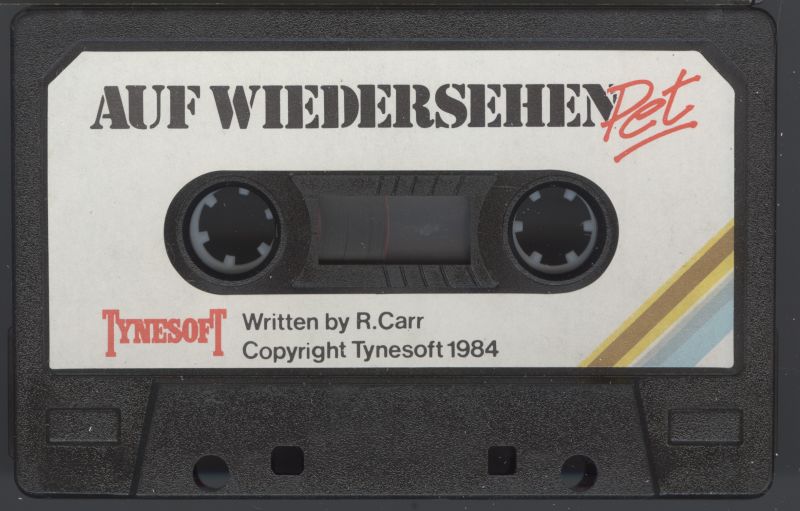 AUF WIEDERSEHEN Pet
TYNESOFT
Written by R.Carr
Copyright Tynesoft 1984